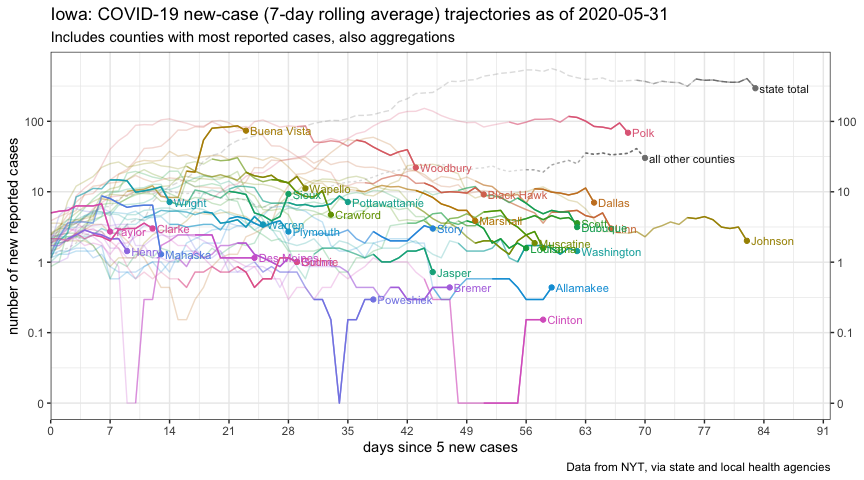 Iowa: COVID-19 new-case (7-day rolling average) trajectories as of 2020-05-31
Includes counties with most reported cases, also aggregations
number of new reported cases
100
10
1
0.1
0
100
10
1
0.1
0
state total
Buena Vista
Polk
all other counties
Woodbury
Wapello
Sioux
Black Hawk
Wright
Pottawattamie
Dallas
Crawford
Marshall
Taylor
Clarke
Warren
Plymouth
Story
Scott
Dubuque
Johnson
Muscatine
Louisa
Washington
Henry
Mahaska
Des Moines
Jasper
Poweshiek
Bremer
Allamakee
Clinton
0 7 14 21 28 35 42 49 56 63 70 77 84 91
days since 5 new cases
Data from NYT, via state and local health agencies